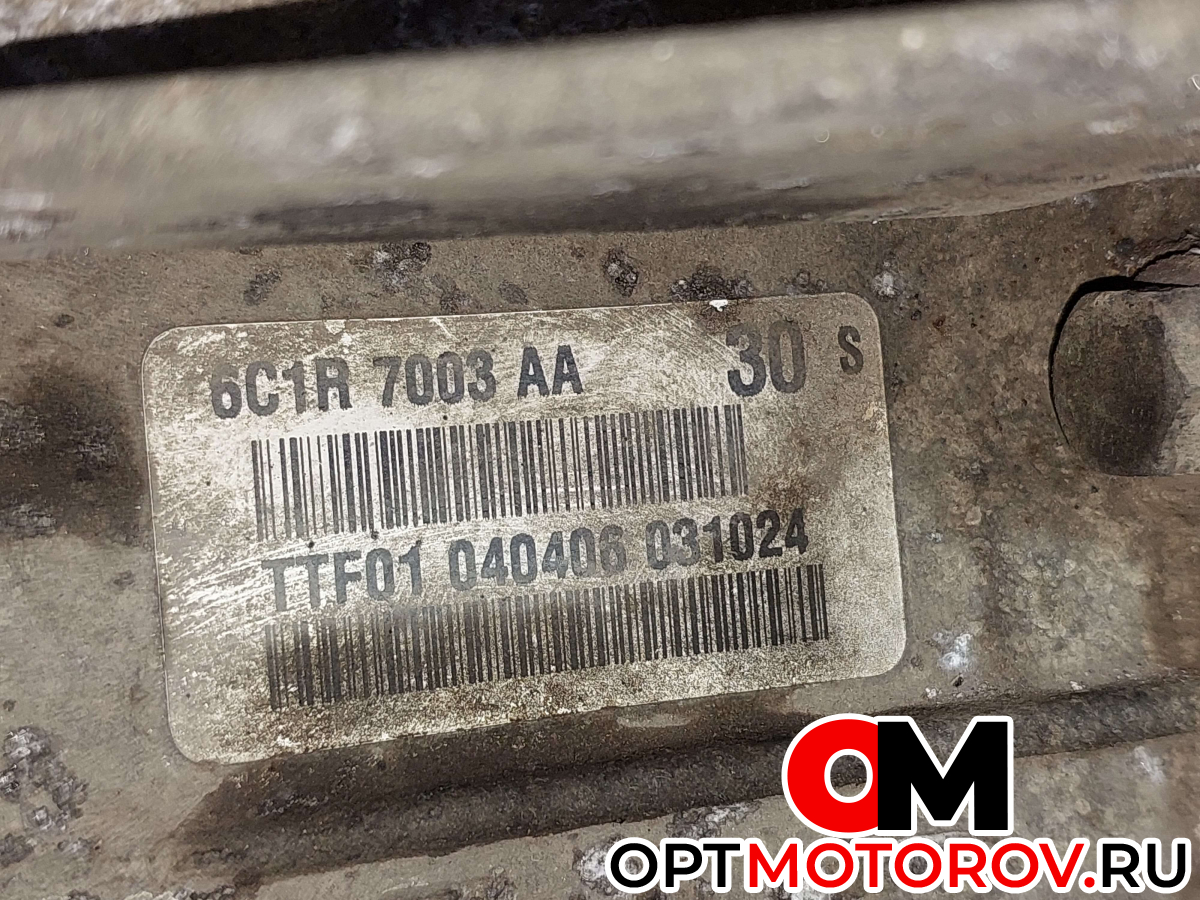 6C1R 7003 AA 30 S
TTF01 040406 031024
OM
OPTMOTOROV.RU